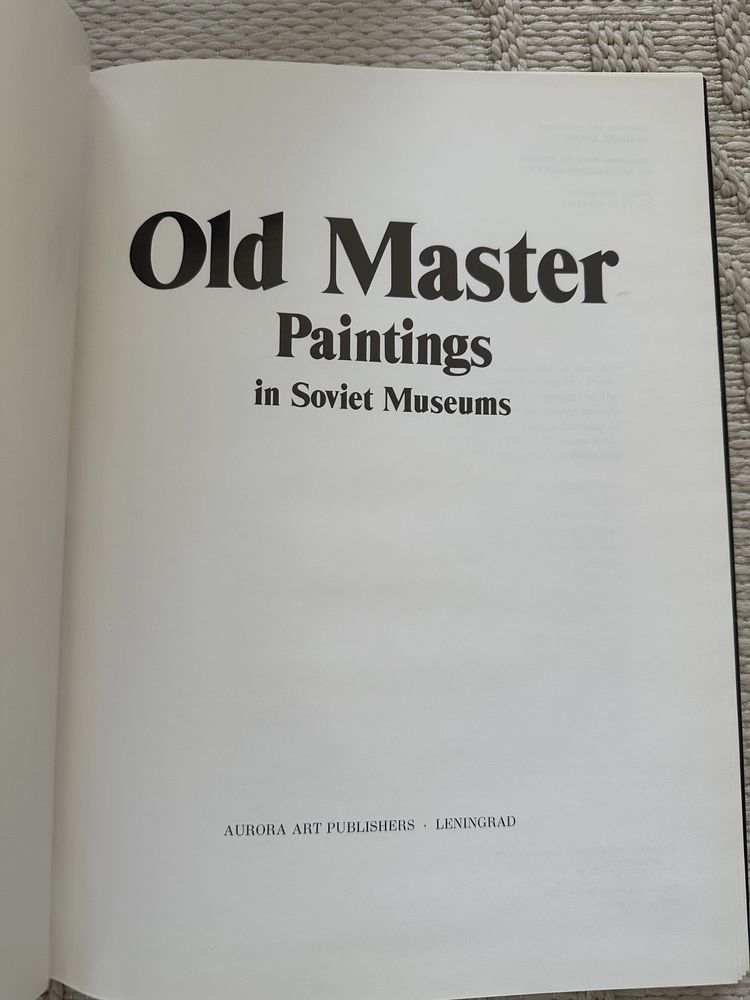 Old Master
Paintings
in Soviet Museums
AURORA ART PUBLISHERS · LENINGRAD